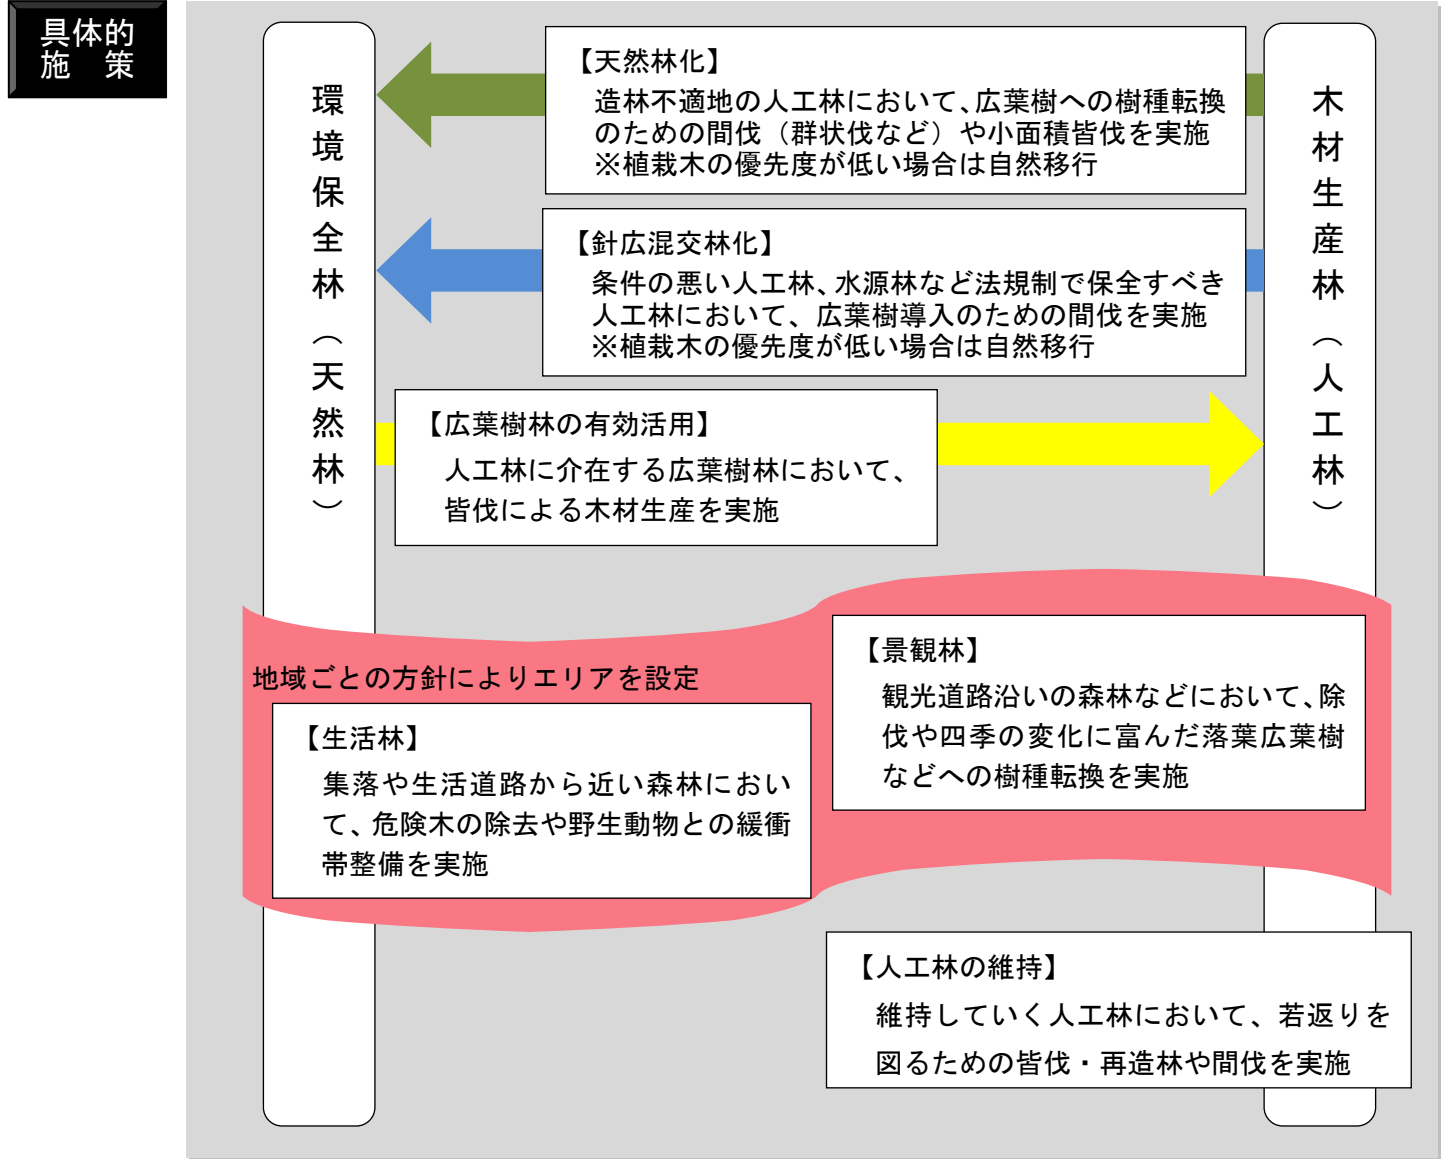 具体的
施　策
環境保全林（天然林）
木材生産林（人工林）
【天然林化】
造林不適地の人工林において、広葉樹への樹種転換
のための間伐（群状伐など）や小面積皆伐を実施
※植栽木の優先度が低い場合は自然移行
【針広混交林化】
条件の悪い人工林、水源林など法規制で保全すべき
人工林において、広葉樹導入のための間伐を実施
※植栽木の優先度が低い場合は自然移行
【広葉樹林の有効活用】
人工林に介在する広葉樹林において、
皆伐による木材生産を実施
地域ごとの方針によりエリアを設定
【生活林】
集落や生活道路から近い森林におい
て、危険木の除去や野生動物との緩衝
帯整備を実施
【景観林】
観光道路沿いの森林などにおいて、除
伐や四季の変化に富んだ落葉広葉樹
などへの樹種転換を実施
【人工林の維持】
維持していく人工林において、若返りを
図るための皆伐・再造林や間伐を実施